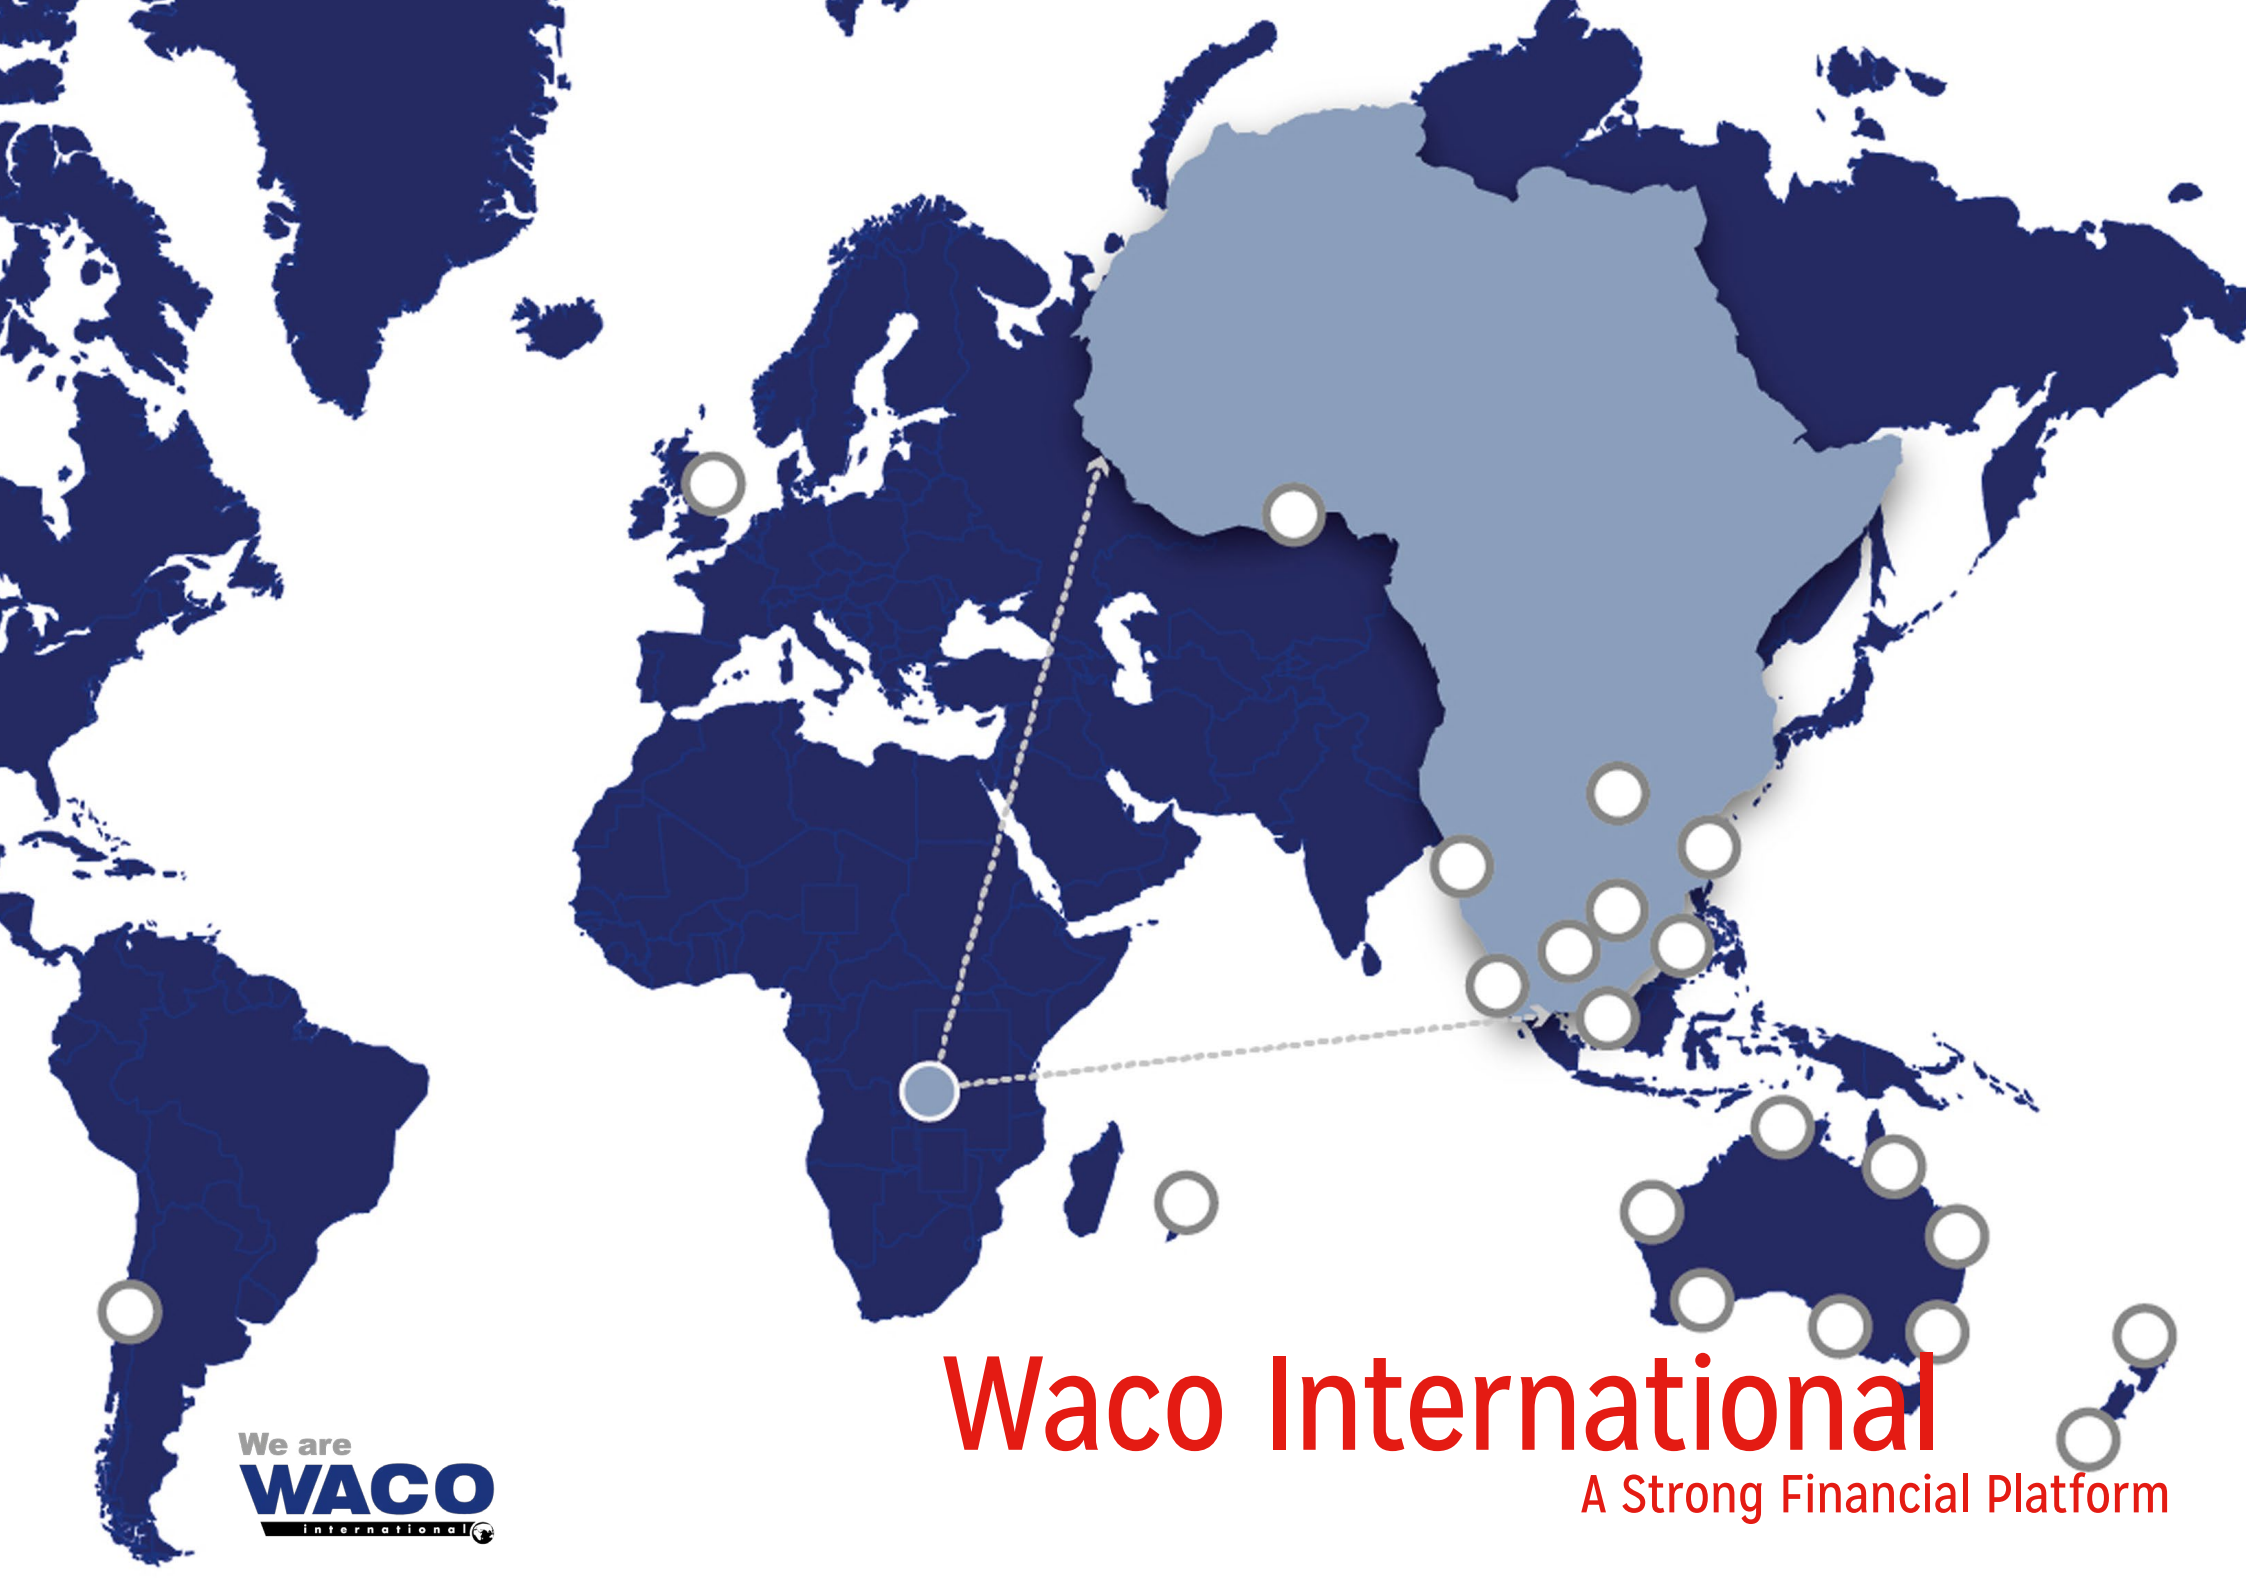 Waco International
A Strong Financial Platform
We are
WACO
international